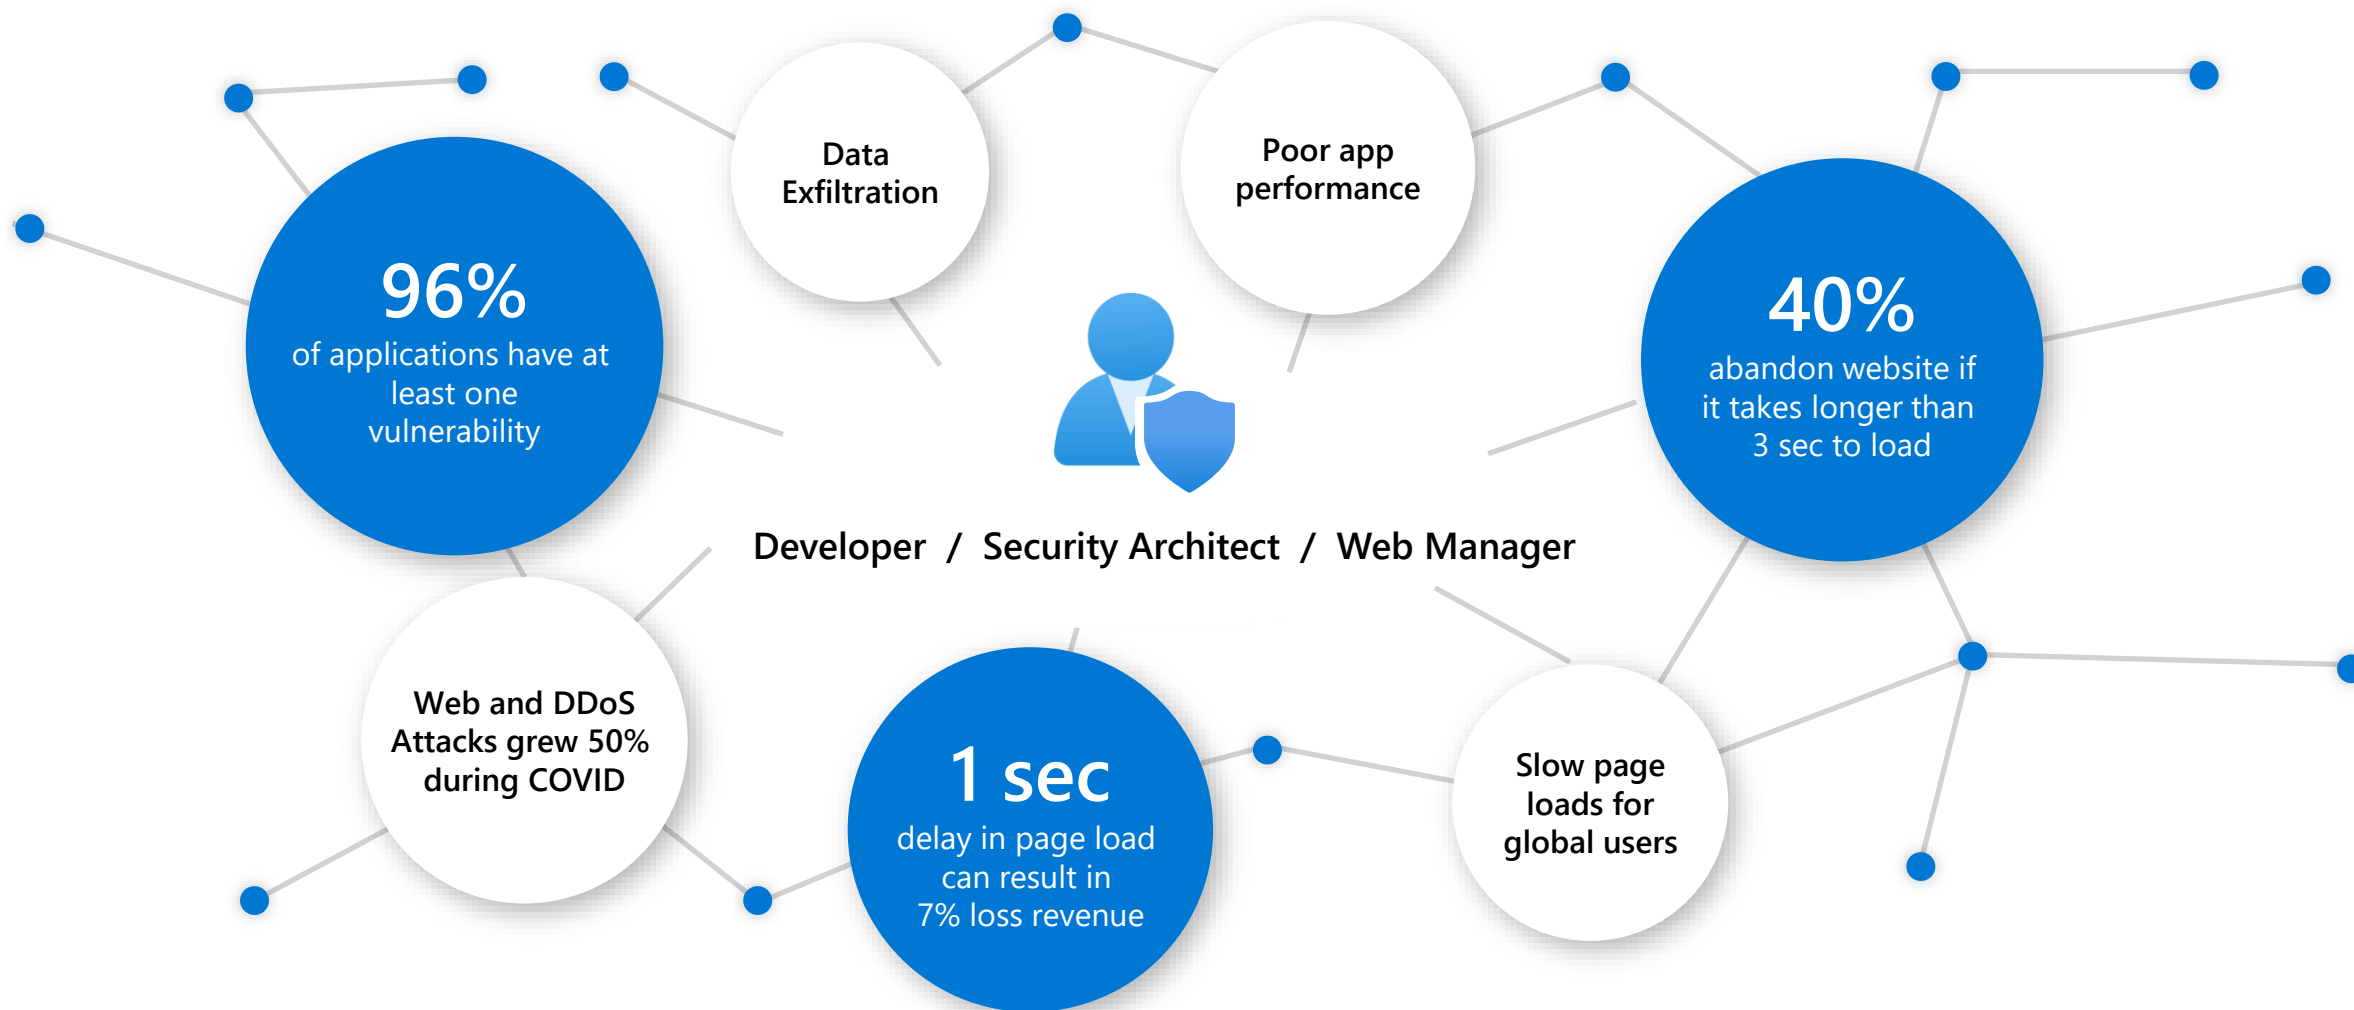 Data
Exfiltration
Poor app
performance
96%
of applications have at
least one
vulnerability
40%
abandon website if
it takes longer than
3 sec to load
Developer / Security Architect / Web Manager
Web and DDoS
Attacks grew 50%
during COVID
1 sec
delay in page load
can result in
7% loss revenue
Slow page
loads for
global users